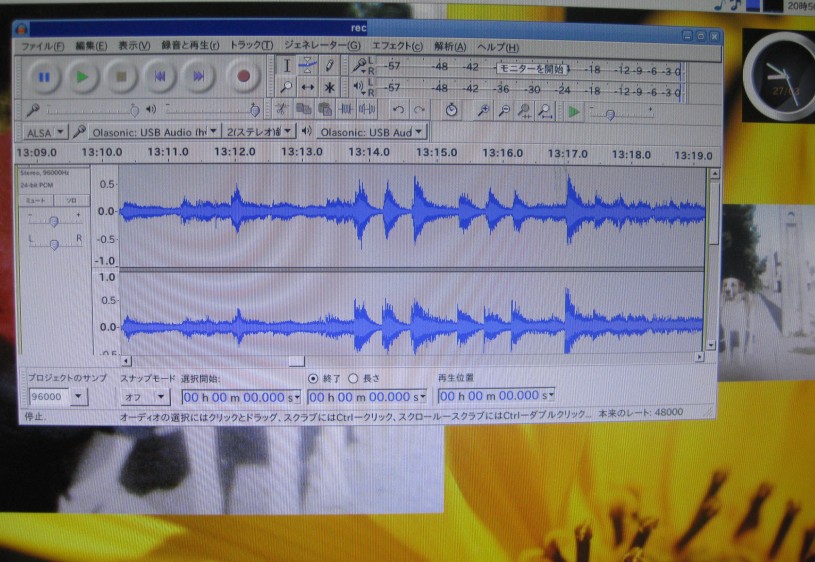 20時5
rec
ファイル(F) 編集(E) 表示(V) 録音と再生(r) トラック(T) ジェネレーター(G) エフェクト(c) 解析(A) ヘルプ(H)
L R -57 -48 -42 モニターを開始 -18 -12 -9 -6 -3 0
L R -57 -48 -42 -36 -30 -24 -18 -12 -9 -6 -3 0
ALSA Olasonic: USB Audio 2(ステレオ) Olasonic: USB Aud
13:09.0 13:10.0 13:11.0 13:12.0 13:13.0 13:14.0 13:15.0 13:16.0 13:17.0 13:18.0 13:19.0
Stereo, 96000Hz
24-bit PCM
ミュート ソロ
- +
L R
0.5
0.0
-0.5
-1.0
1.0
0.5
0.0
プロジェクトのサンプ スナップモード 選択開始: 終了 長さ 再生位置
96000 オフ 00 h 00 m 00.000 s 00 h 00 m 00.000 s 00 h 00 m 00.000 s
停止. オーディオの選択にはクリックとドラッグ、スクラブにはCtrlークリック、スクロールースクラブにはCtrlーダブルクリック... 本来のレート: 48000